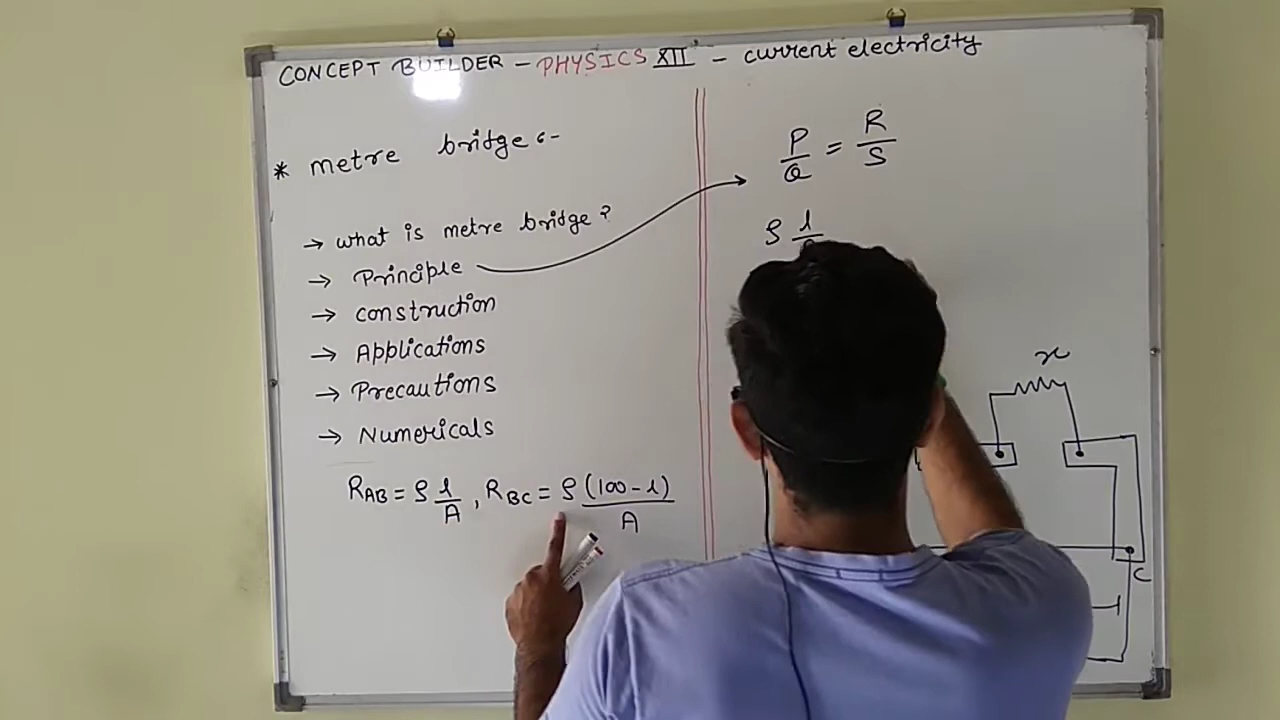 CONCEPT BUILDER - PHYSICS XII - current electricity
* metre bridge :-
→ what is metre bridge ?
→ Principle
→ construction
→ Applications
→ Precautions
→ Numericals
R_AB = ρ l/A , R_BC = ρ (100 - l)/A
P/Q = R/S
ρ l
x
C